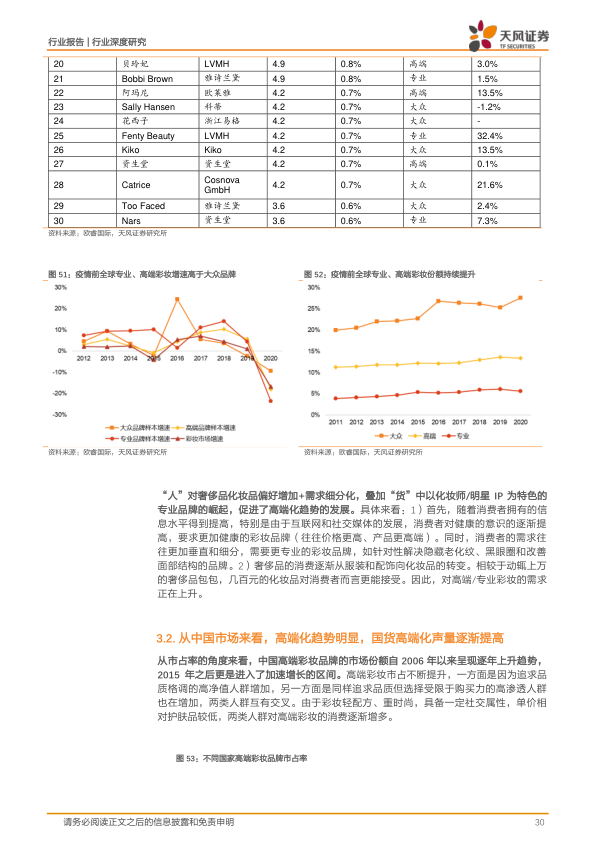 行业报告 | 行业深度研究
天风证券
TF SECURITIES
20 贝玲妃 LVMH 4.9 0.8% 高端 3.0%
21 Bobbi Brown 雅诗兰黛 4.9 0.8% 专业 1.5%
22 阿玛尼 欧莱雅 4.2 0.7% 高端 13.5%
23 Sally Hansen 科蒂 4.2 0.7% 大众 -1.2%
24 花西子 浙江易格 4.2 0.7% 大众 -
25 Fenty Beauty LVMH 4.2 0.7% 专业 32.4%
26 Kiko Kiko 4.2 0.7% 大众 13.5%
27 资生堂 资生堂 4.2 0.7% 高端 0.1%
28 Catrice Cosnova GmbH 4.2 0.7% 大众 21.6%
29 Too Faced 雅诗兰黛 3.6 0.6% 大众 2.4%
30 Nars 资生堂 3.6 0.6% 专业 7.3%
资料来源：欧睿国际，天风证券研究所
图 51：疫情前全球专业、高端彩妆增速高于大众品牌
30%
20%
10%
0%
-10%
-20%
-30%
2012 2013 2014 2015 2016 2017 2018 2019 2020
大众品牌样本增速 高端品牌样本增速
专业品牌样本增速 彩妆市场增速
资料来源：欧睿国际，天风证券研究所
图 52：疫情前全球专业、高端彩妆份额持续提升
30%
25%
20%
15%
10%
5%
0%
2011 2012 2013 2014 2015 2016 2017 2018 2019 2020
大众 高端 专业
资料来源：欧睿国际，天风证券研究所
“人”对奢侈品化妆品偏好增加+需求细分化，叠加“货”中以化妆师/明星 IP 为特色的
专业品牌的崛起，促进了高端化趋势的发展。具体来看：1）首先，随着消费者拥有的信
息水平得到提高，特别是由于互联网和社交媒体的发展，消费者对健康的意识的逐渐提
高，要求更加健康的彩妆品牌（往往价格更高、产品更高端）。同时，消费者的需求往
往更加垂直和细分，需要更专业的彩妆品牌，如针对性解决隐藏老化纹、黑眼圈和改善
面部结构的品牌。2）奢侈品的消费逐渐从服装和配饰向化妆品的转变。相较于动辄上万
的奢侈品包包，几百元的化妆品对消费者而言更能接受。因此，对高端/专业彩妆的需求
正在上升。
3.2. 从中国市场来看，高端化趋势明显，国货高端化声量逐渐提高
从市占率的角度来看，中国高端彩妆品牌的市场份额自 2006 年以来呈现逐年上升趋势，
2015 年之后更是进入了加速增长的区间。高端彩妆市占不断提升，一方面是因为追求品
质格调的高净值人群增加，另一方面是同样追求品质但选择受限于购买力的高渗透人群
也在增加，两类人群互有交叉。由于彩妆轻配方、重时尚，具备一定社交属性，单价相
对护肤品较低，两类人群对高端彩妆的消费逐渐增多。
图 53：不同国家高端彩妆品牌市占率
请务必阅读正文之后的信息披露和免责申明
30